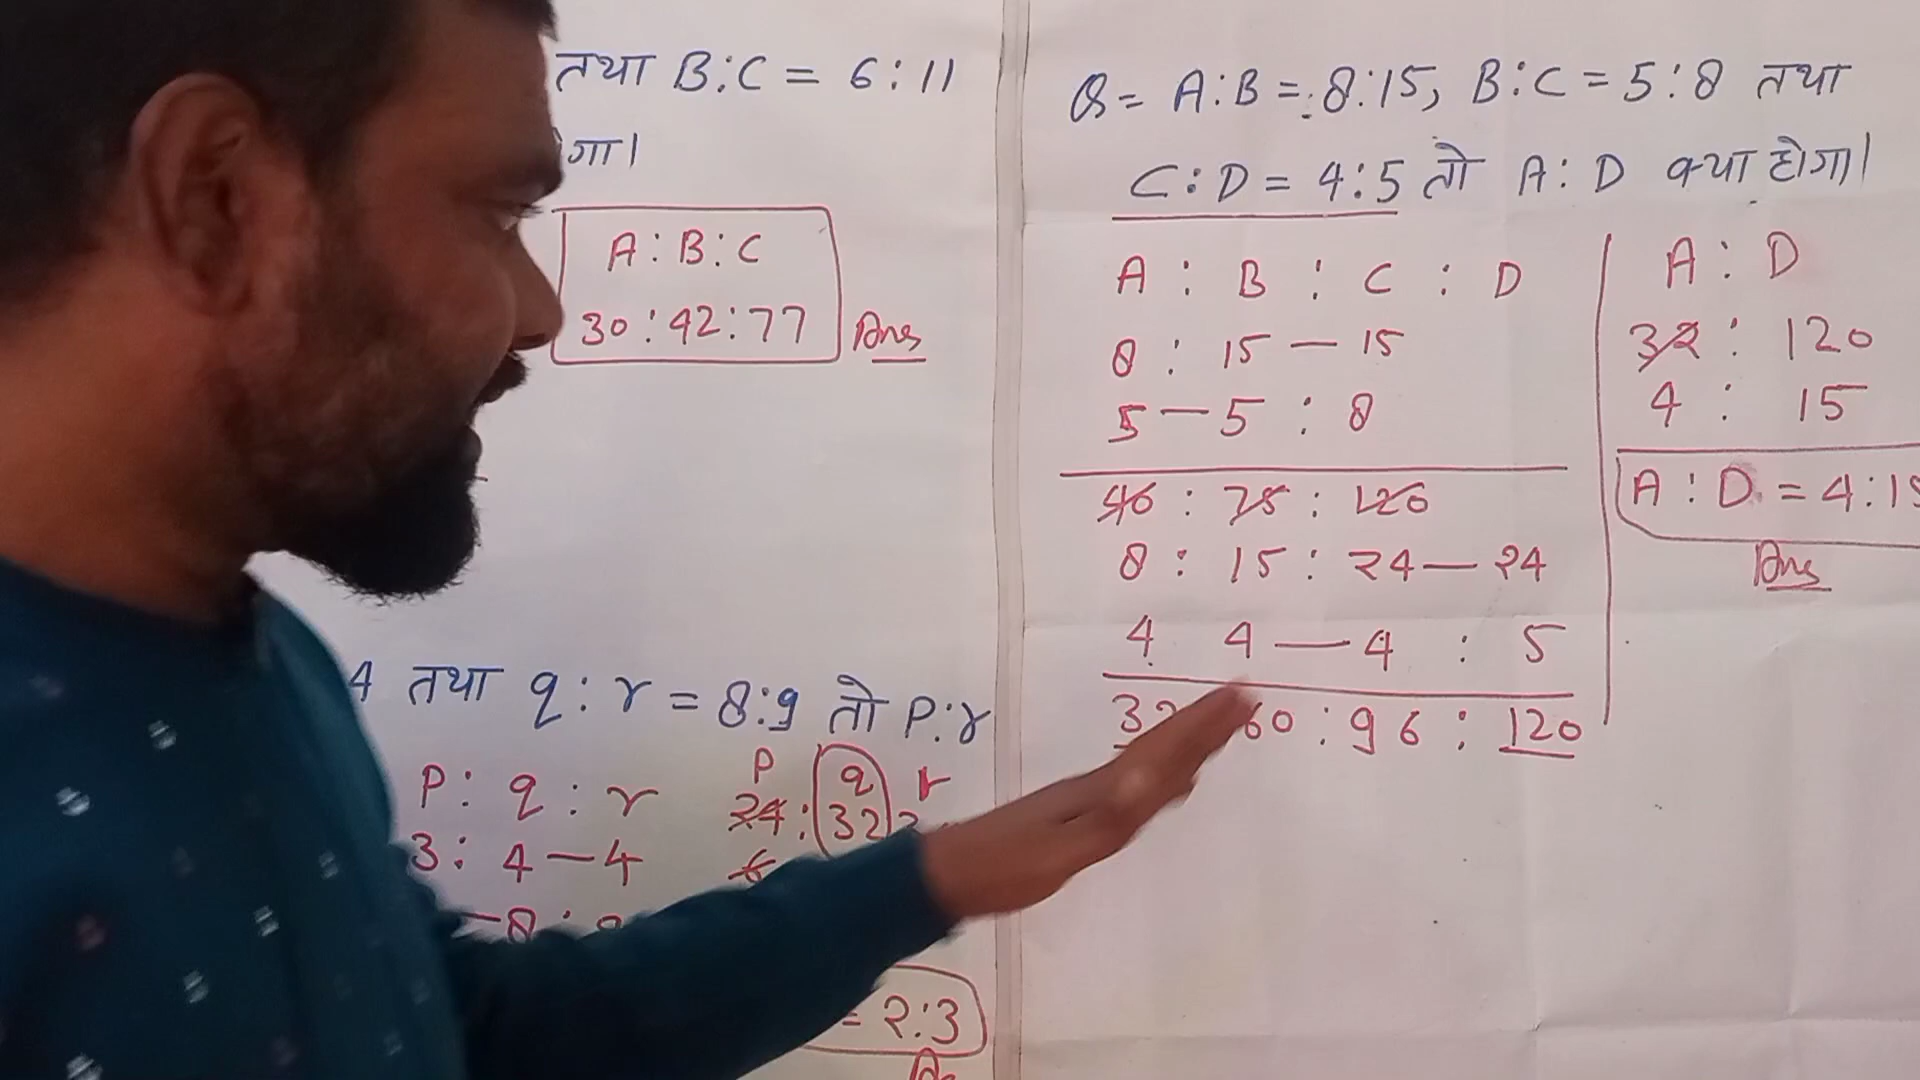 तथा B:C = 6:11
गा।
A:B:C
30:42:77 Ans
4 तथा q:r = 8:9 तो P:r
P: q:r
3: 4—4
—8:
P q r
24: 32
6
= 2:3
Q= A:B=8:15, B:C=5:8 तथा
C:D = 4:5 तो A:D क्या होगा।
A : B : C : D
8 : 15 — 15
5 — 5 : 8
40 : 75 : 120
8 : 15 : 24 — 24
4 4 — 4 : 5
32 60 : 96 : 120
A : D
32 : 120
4 : 15
A : D = 4:15
Ans